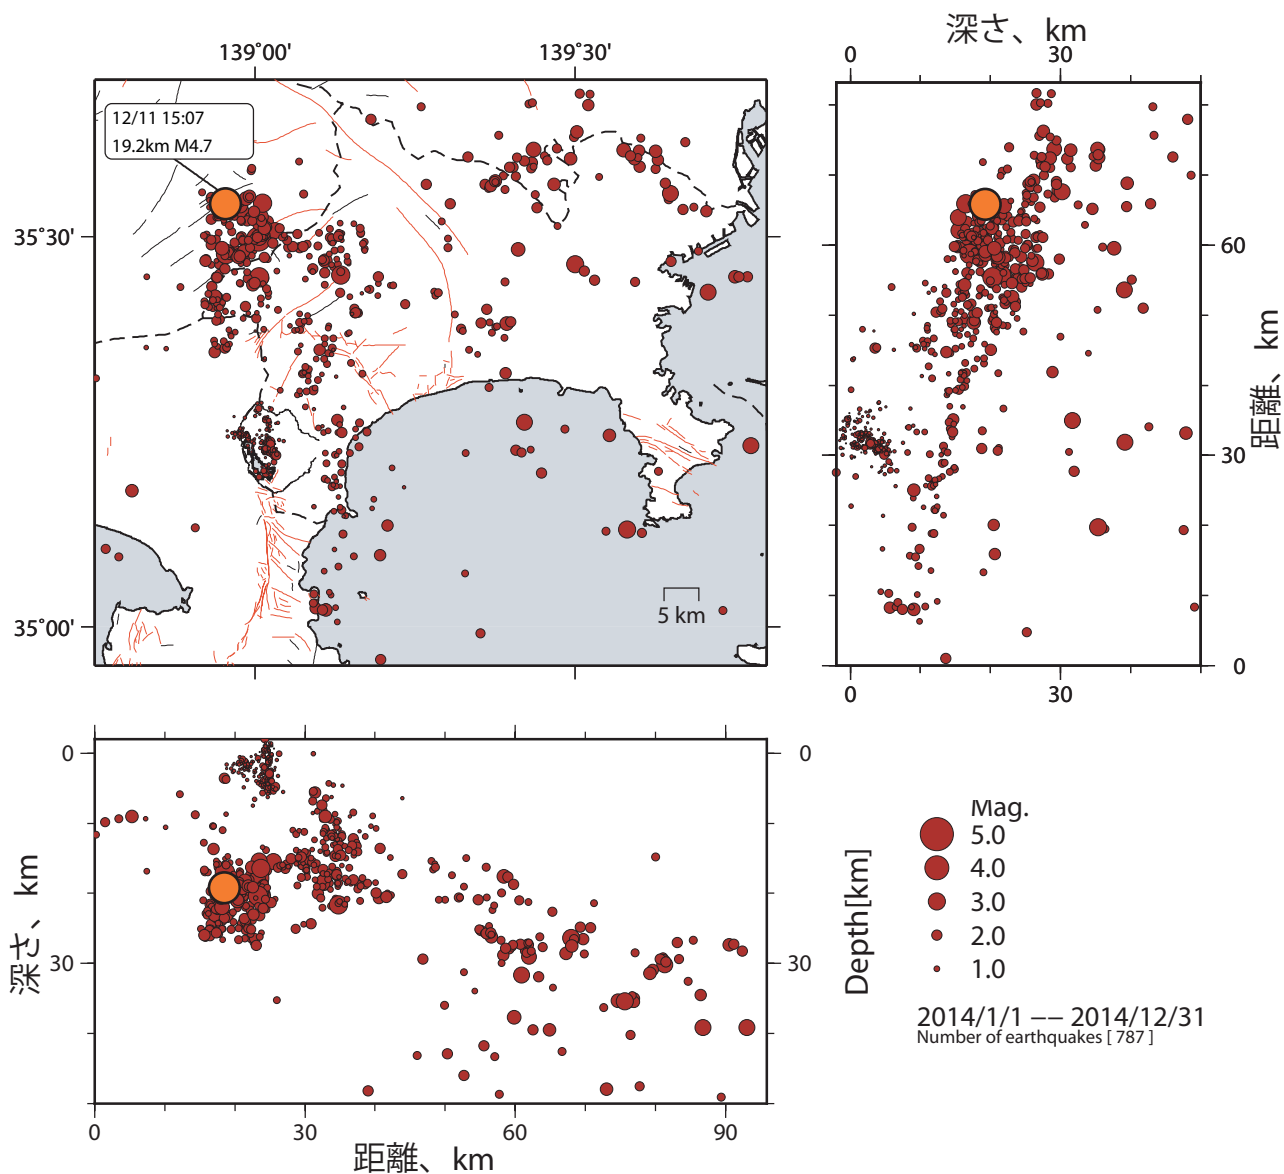 深さ、km
0
30
139˚00'
139˚30'
12/11 15:07
19.2km M4.7
35˚30'
35˚00'
5 km
60
30
0
距離、km
0
30
0
30
深さ、km
0
30
0
30
60
90
距離、km
Depth[km]
Mag.
5.0
4.0
3.0
2.0
1.0
2014/1/1 −− 2014/12/31
Number of earthquakes [ 787 ]